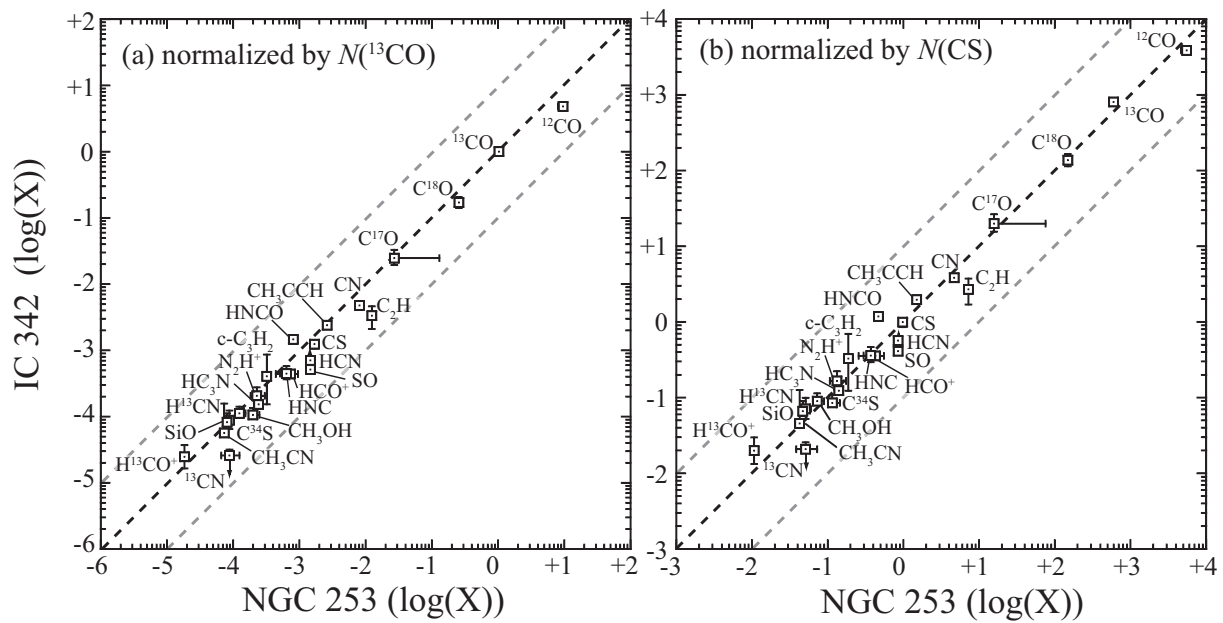 IC 342 (log(X))
(a) normalized by N(¹³CO)
+2
+1
0
-1
-2
-3
-4
-5
-6
¹²CO
¹³CO
C¹⁸O
C¹⁷O
CN
CH₃CCH
C₂H
HNCO
CS
c-C₃H₂
HCN
N₂H⁺
SO
HC₃N
HCO⁺
HNC
H¹³CN
CH₃OH
SiO
C³⁴S
H¹³CO⁺
CH₃CN
¹³CN
-6 -5 -4 -3 -2 -1 0 +1 +2
NGC 253 (log(X))
(b) normalized by N(CS)
+4
+3
+2
+1
0
-1
-2
-3
¹²CO
¹³CO
C¹⁸O
C¹⁷O
CN
CH₃CCH
C₂H
HNCO
CS
c-C₃H₂
HCN
N₂H⁺
SO
HC₃N
HNC
HCO⁺
H¹³CN
SiO
C³⁴S
H¹³CO⁺
CH₃OH
¹³CN
CH₃CN
-3 -2 -1 0 +1 +2 +3 +4
NGC 253 (log(X))